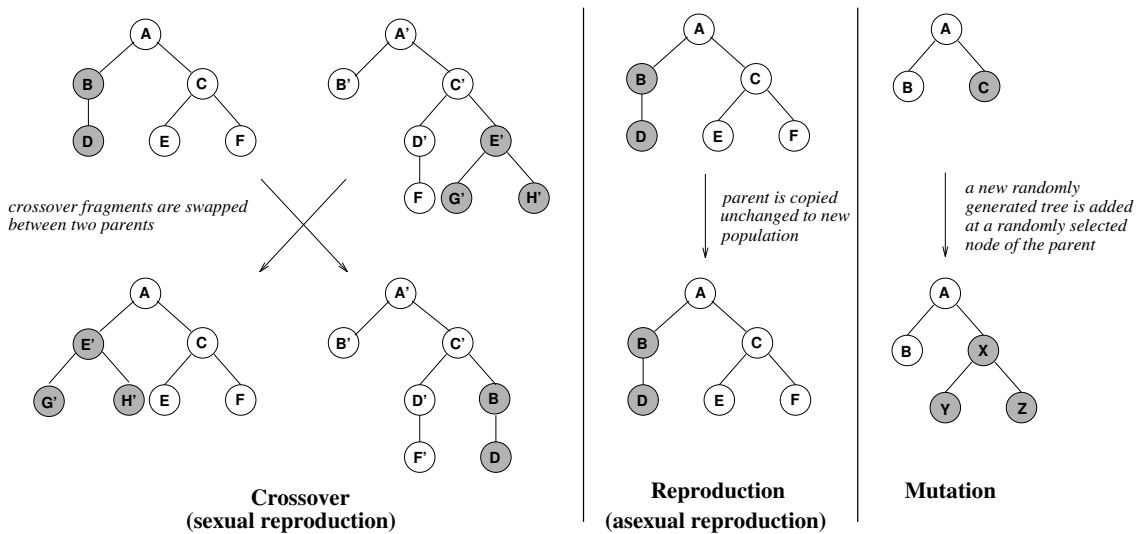 A
B
C
D
E
F
A'
B'
C'
D'
E'
F
G'
H'
crossover fragments are swapped
between two parents
A
E'
C
G'
H'
E
F
A'
B'
C'
D'
B
F'
D
Crossover
(sexual reproduction)
A
B
C
D
E
F
parent is copied
unchanged to new
population
A
B
C
D
E
F
Reproduction
(asexual reproduction)
A
B
C
a new randomly
generated tree is added
at a randomly selected
node of the parent
A
B
X
Y
Z
Mutation